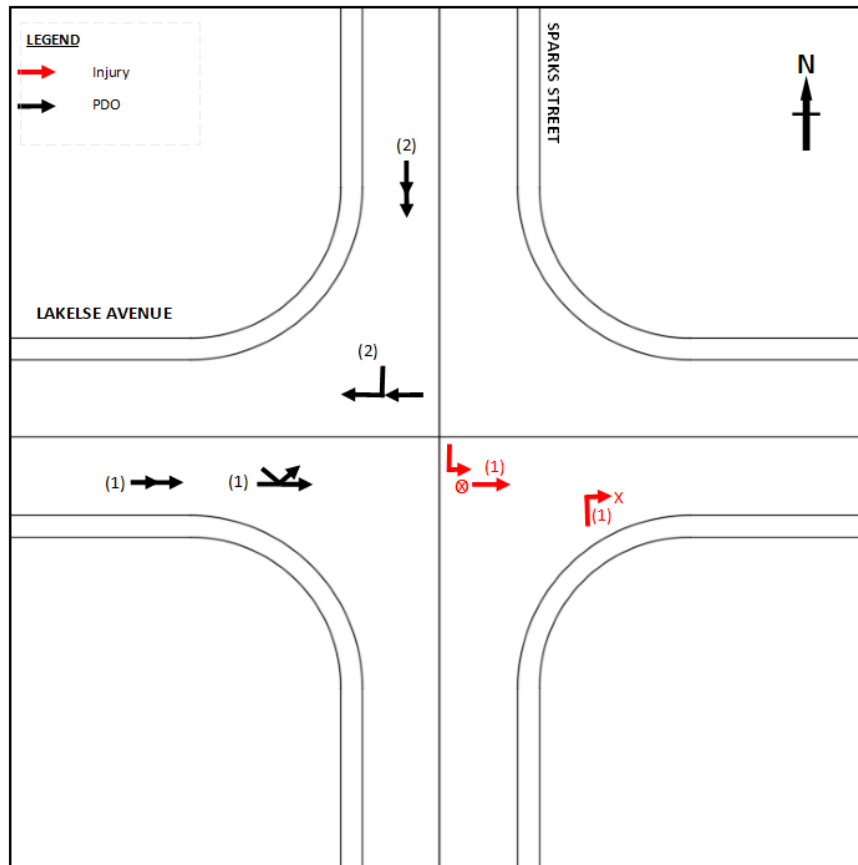 LEGEND
Injury
PDO
SPARKS STREET
N
(2)
LAKELSE AVENUE
(2)
(1)
(1)
(1)
X
(1)